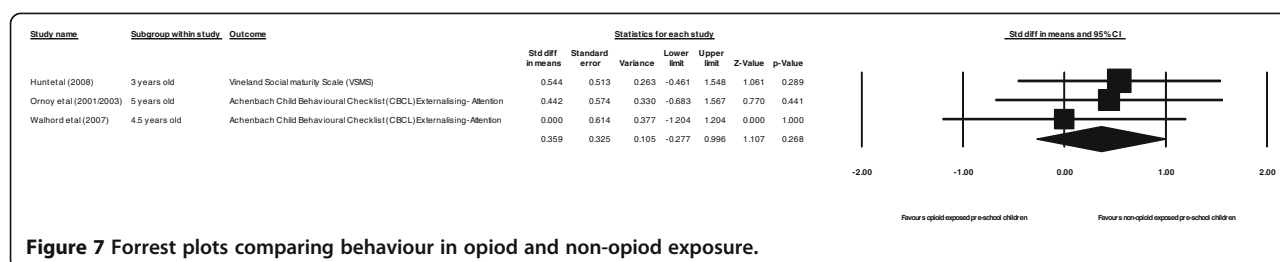 Study name Subgroup within study Outcome Statistics for each study Std diff in means and 95% CI
Std diff Standard Lower Upper
in means error Variance limit limit Z-Value p-Value
Hunt et al (2008) 3 years old Vineland Social maturity Scale (VSMS) 0.544 0.513 0.263 -0.461 1.548 1.061 0.289
Ornoy et al (2001/2003) 5 years old Achenbach Child Behavioural Checklist (CBCL) Externalising- Attention 0.442 0.574 0.330 -0.683 1.567 0.770 0.441
Walhord et al (2007) 4.5 years old Achenbach Child Behavioural Checklist (CBCL) Externalising-Attention 0.000 0.614 0.377 -1.204 1.204 0.000 1.000
0.359 0.325 0.105 -0.277 0.996 1.107 0.268
-2.00 -1.00 0.00 1.00 2.00
Favours opioid exposed pre-school children Favours non-opioid exposed pre-school children
Figure 7 Forrest plots comparing behaviour in opiod and non-opiod exposure.